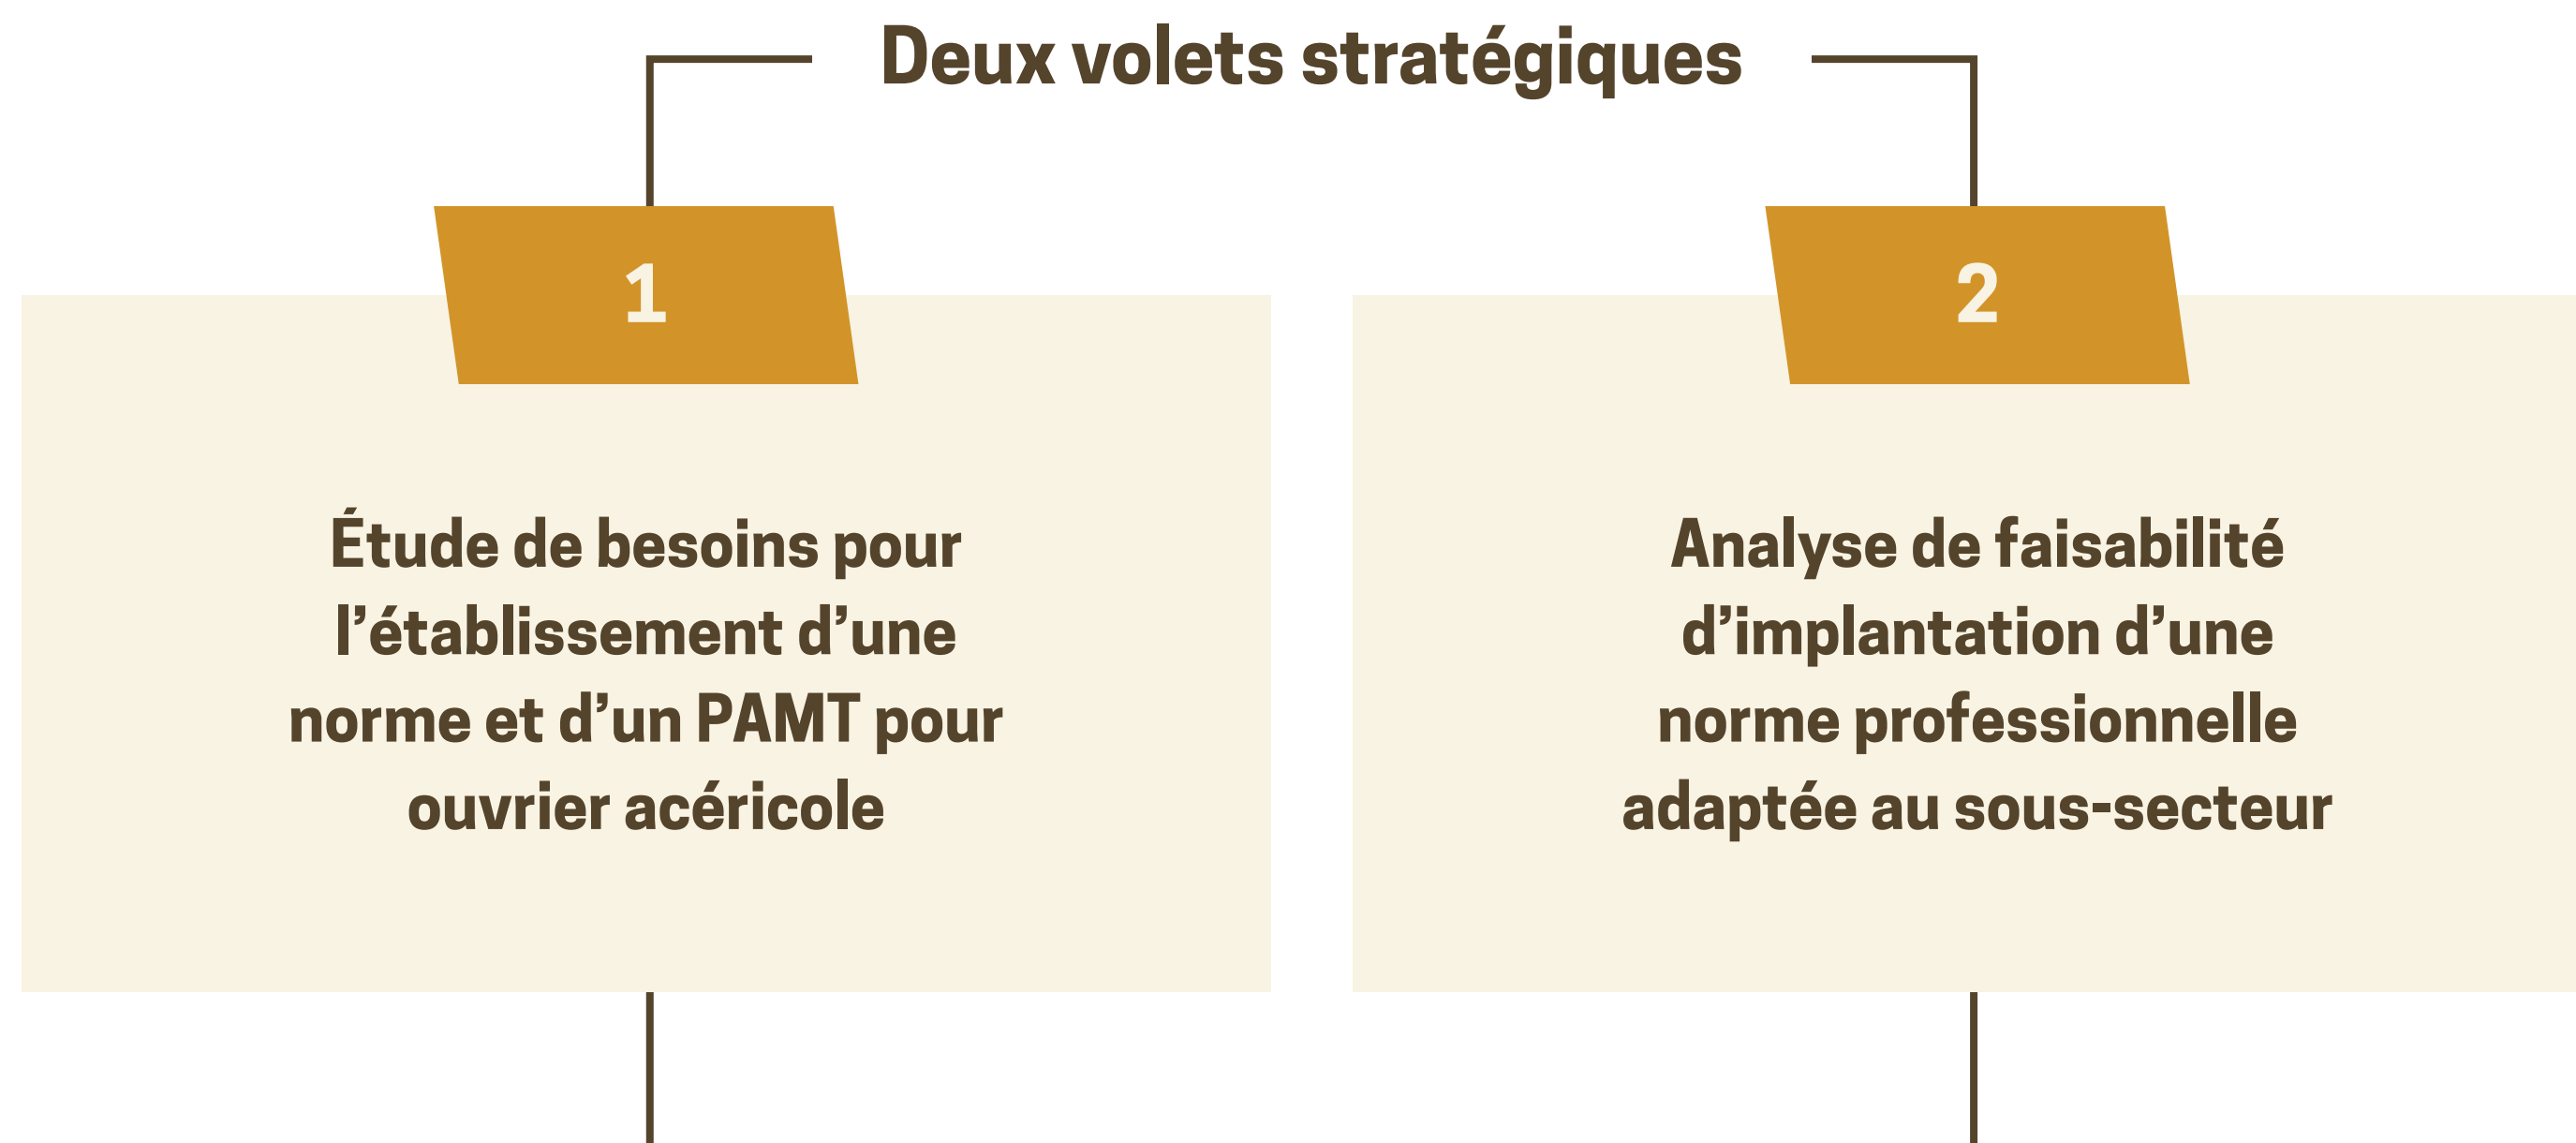 Deux volets stratégiques
1
Étude de besoins pour
l’établissement d’une
norme et d’un PAMT pour
ouvrier acéricole
2
Analyse de faisabilité
d’implantation d’une
norme professionnelle
adaptée au sous-secteur